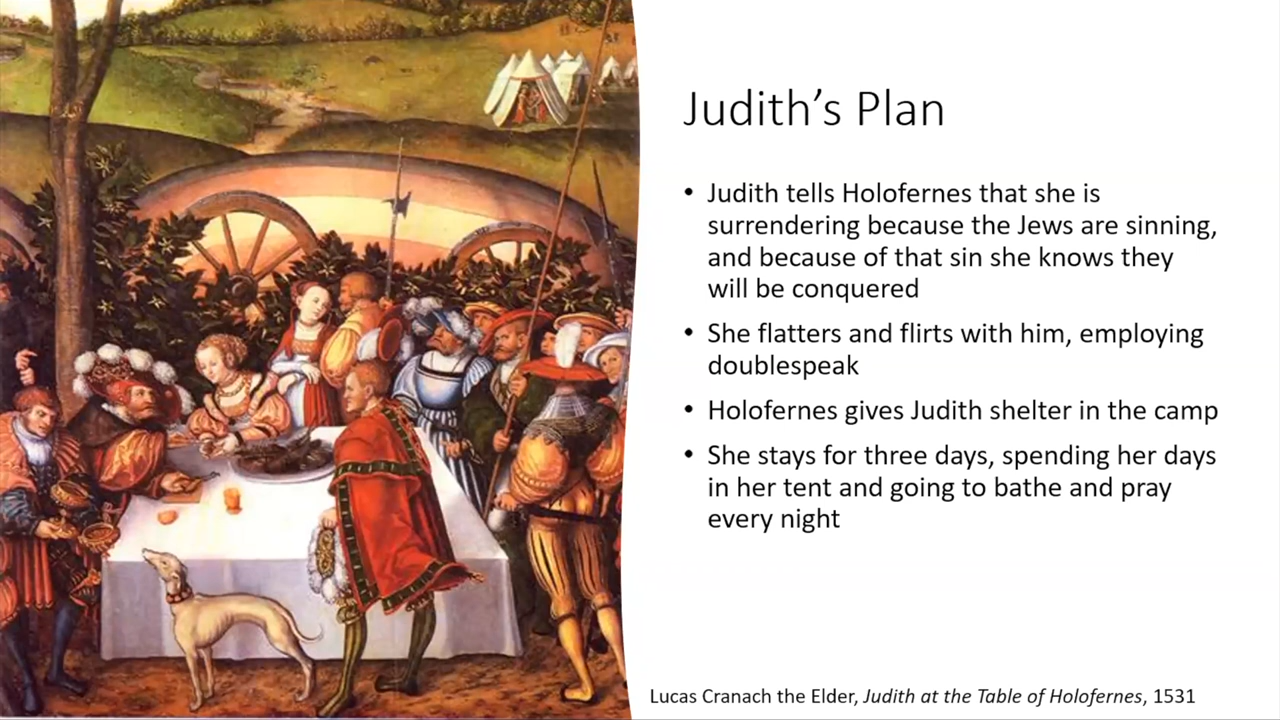 Judith’s Plan
• Judith tells Holofernes that she is
surrendering because the Jews are sinning,
and because of that sin she knows they
will be conquered
• She flatters and flirts with him, employing
doublespeak
• Holofernes gives Judith shelter in the camp
• She stays for three days, spending her days
in her tent and going to bathe and pray
every night
Lucas Cranach the Elder, Judith at the Table of Holofernes, 1531